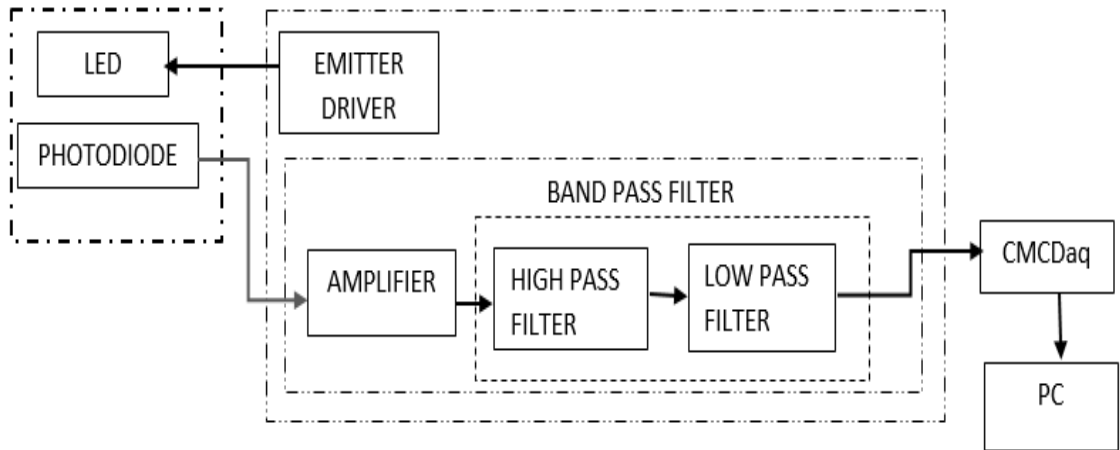 LED
EMITTER
DRIVER
PHOTODIODE
BAND PASS FILTER
AMPLIFIER
HIGH PASS
FILTER
LOW PASS
FILTER
CMCDaq
PC